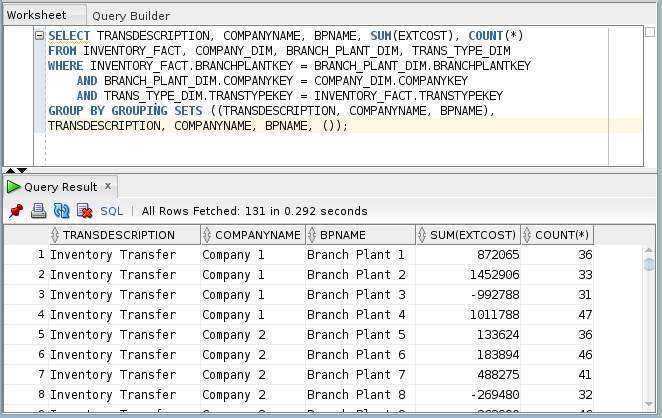 Worksheet Query Builder
SELECT TRANSDESCRIPTION, COMPANYNAME, BPNAME, SUM(EXTCOST), COUNT(*)
FROM INVENTORY_FACT, COMPANY_DIM, BRANCH_PLANT_DIM, TRANS_TYPE_DIM
WHERE INVENTORY_FACT.BRANCHPLANTKEY = BRANCH_PLANT_DIM.BRANCHPLANTKEY
AND BRANCH_PLANT_DIM.COMPANYKEY = COMPANY_DIM.COMPANYKEY
AND TRANS_TYPE_DIM.TRANSTYPEKEY = INVENTORY_FACT.TRANSTYPEKEY
GROUP BY GROUPING SETS ((TRANSDESCRIPTION, COMPANYNAME, BPNAME),
TRANSDESCRIPTION, COMPANYNAME, BPNAME, ());
Query Result x
SQL | All Rows Fetched: 131 in 0.292 seconds
TRANSDESCRIPTION COMPANYNAME BPNAME SUM(EXTCOST) COUNT(*)
1 Inventory Transfer Company 1 Branch Plant 1 872065 36
2 Inventory Transfer Company 1 Branch Plant 2 1452906 33
3 Inventory Transfer Company 1 Branch Plant 3 -992788 31
4 Inventory Transfer Company 1 Branch Plant 4 1011788 47
5 Inventory Transfer Company 2 Branch Plant 5 133624 36
6 Inventory Transfer Company 2 Branch Plant 6 183894 46
7 Inventory Transfer Company 2 Branch Plant 7 488275 41
8 Inventory Transfer Company 2 Branch Plant 8 -269480 32